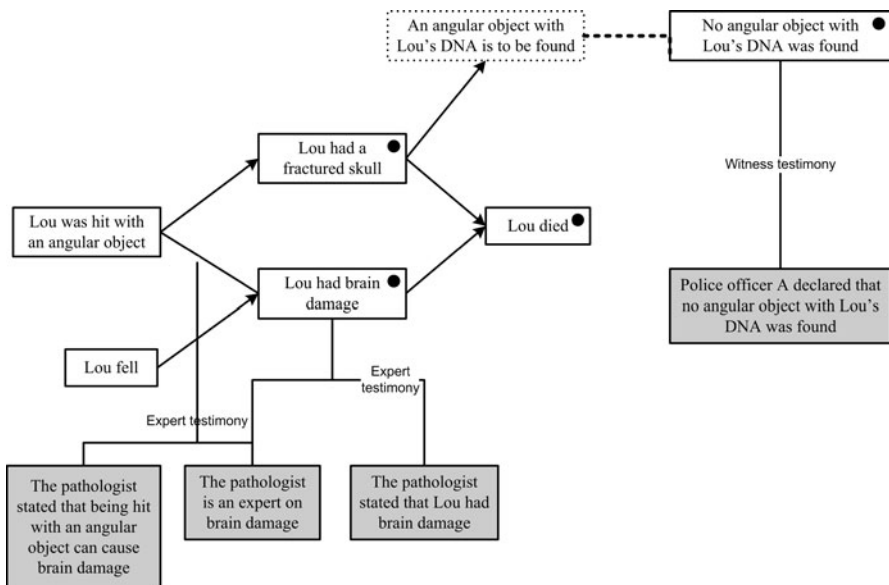 An angular object with
Lou's DNA is to be found
No angular object with
Lou's DNA was found
Lou had a
fractured skull
Witness testimony
Lou was hit with
an angular object
Lou died
Lou had brain
damage
Police officer A declared that
no angular object with Lou's
DNA was found
Lou fell
Expert
testimony
Expert testimony
The pathologist
stated that being hit
with an angular
object can cause
brain damage
The pathologist
is an expert on
brain damage
The pathologist
stated that Lou had
brain damage